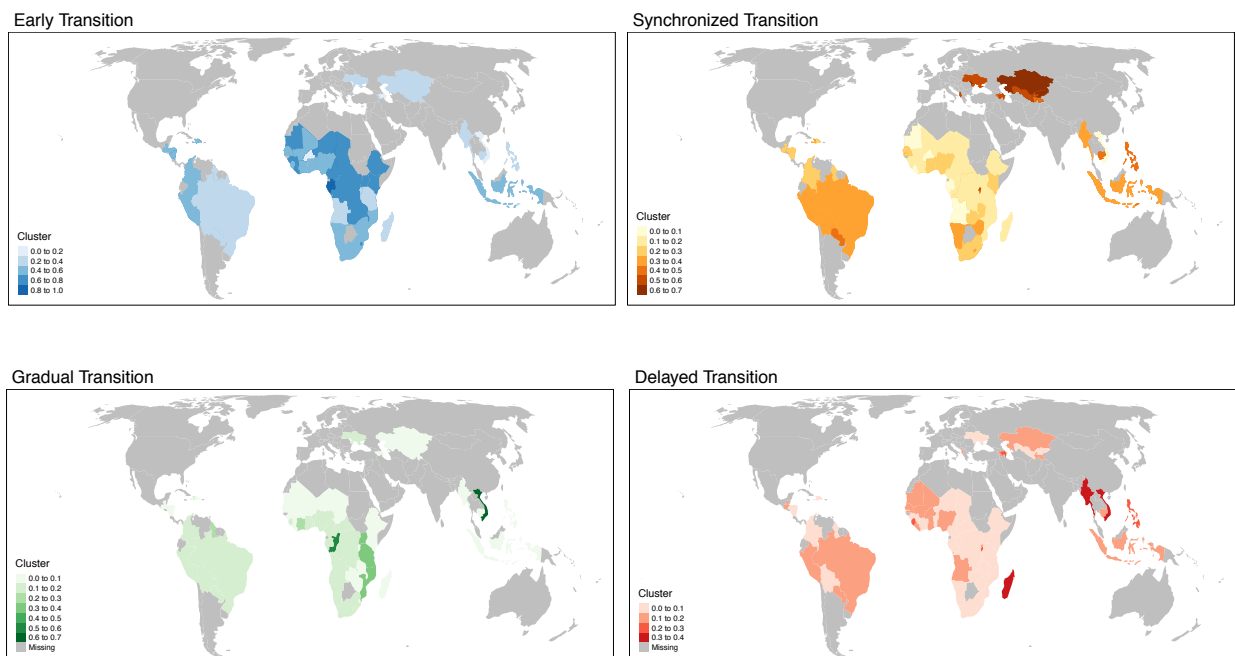 Early Transition
Cluster
0.0 to 0.2
0.2 to 0.4
0.4 to 0.6
0.6 to 0.8
0.8 to 1.0
Synchronized Transition
Cluster
0.0 to 0.1
0.1 to 0.2
0.2 to 0.3
0.3 to 0.4
0.4 to 0.5
0.5 to 0.6
0.6 to 0.7
Gradual Transition
Cluster
0.0 to 0.1
0.1 to 0.2
0.2 to 0.3
0.3 to 0.4
0.4 to 0.5
0.5 to 0.6
0.6 to 0.7
Missing
Delayed Transition
Cluster
0.0 to 0.1
0.1 to 0.2
0.2 to 0.3
0.3 to 0.4